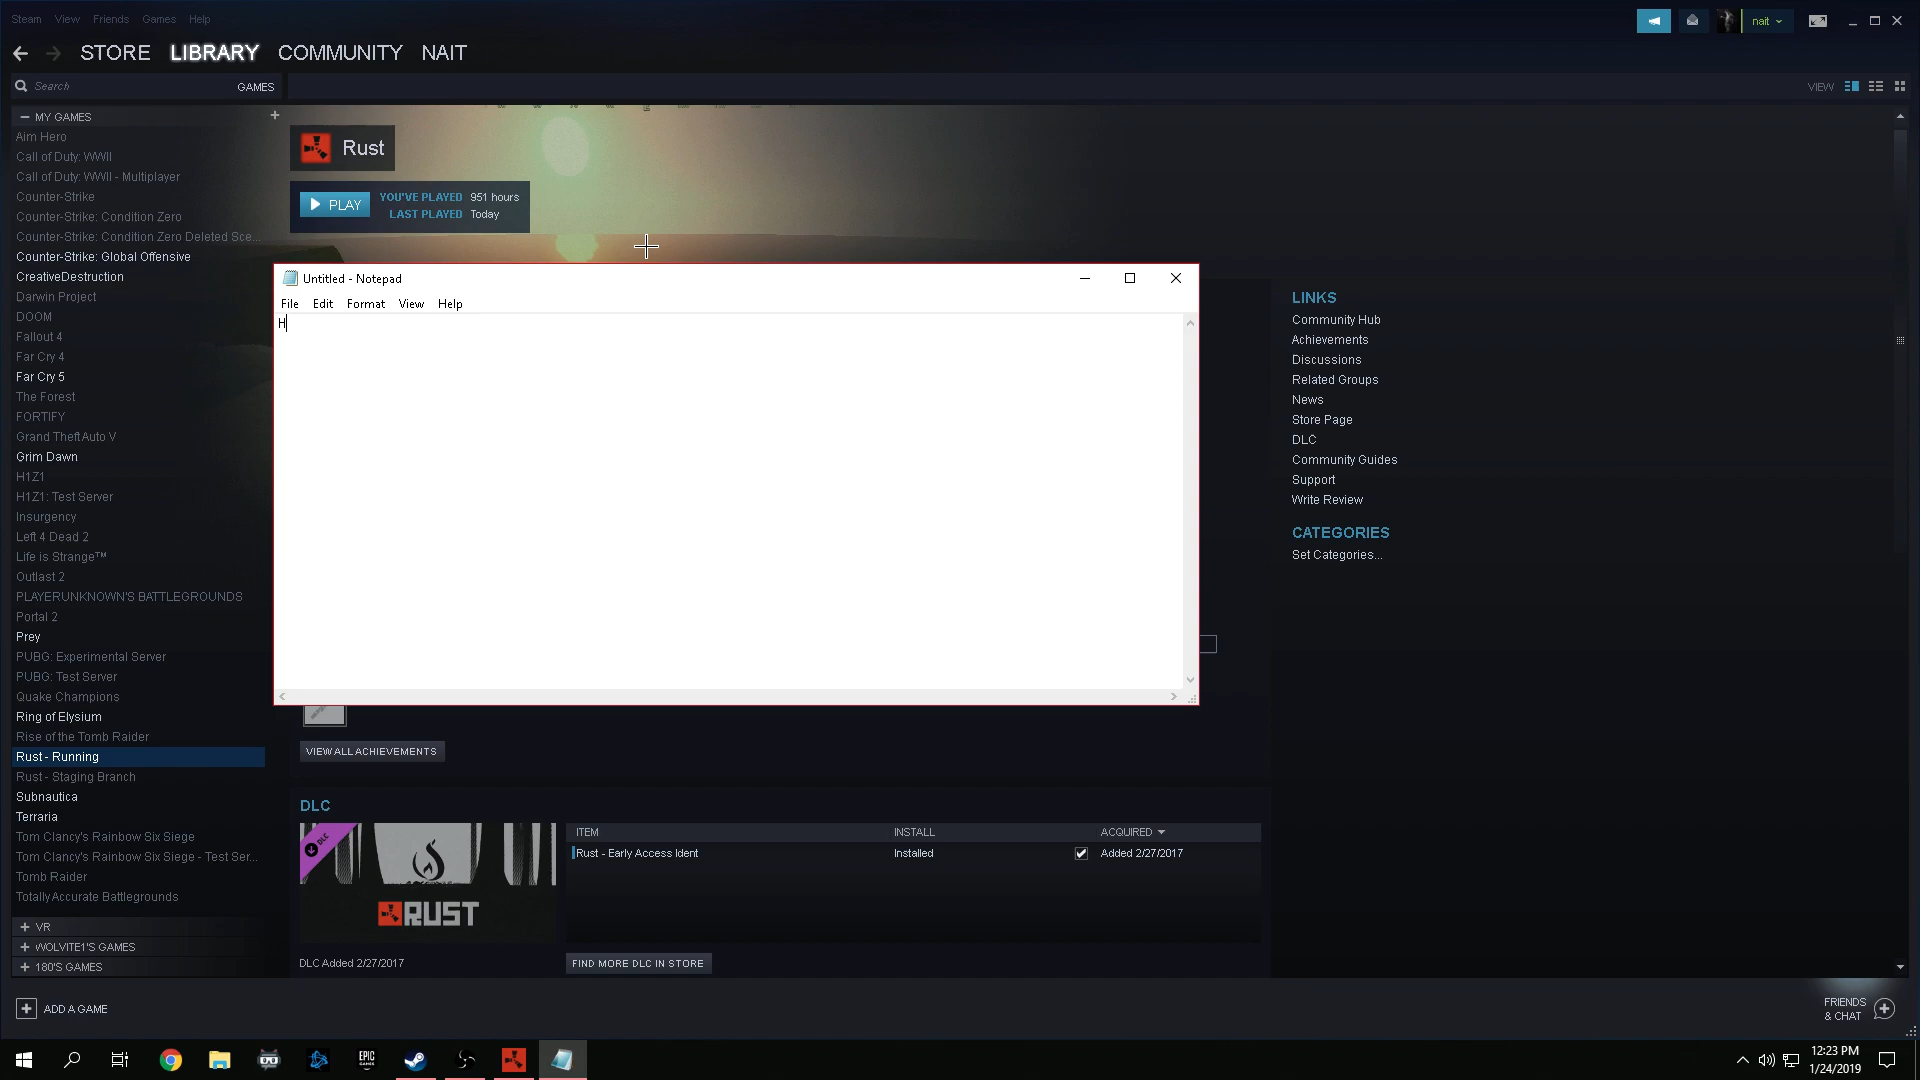 Steam View Friends Games Help
nait
STORE LIBRARY COMMUNITY NAIT
Search GAMES
VIEW
MY GAMES
Aim Hero
Call of Duty: WWII
Call of Duty: WWII - Multiplayer
Counter-Strike
Counter-Strike: Condition Zero
Counter-Strike: Condition Zero Deleted Sce...
Counter-Strike: Global Offensive
CreativeDestruction
Darwin Project
DOOM
Fallout 4
Far Cry 4
Far Cry 5
The Forest
FORTIFY
Grand Theft Auto V
Grim Dawn
H1Z1
H1Z1: Test Server
Insurgency
Left 4 Dead 2
Life is Strange™
Outlast 2
PLAYERUNKNOWN'S BATTLEGROUNDS
Portal 2
Prey
PUBG: Experimental Server
PUBG: Test Server
Quake Champions
Ring of Elysium
Rise of the Tomb Raider
Rust - Running
Rust - Staging Branch
Subnautica
Terraria
Tom Clancy's Rainbow Six Siege
Tom Clancy's Rainbow Six Siege - Test Ser...
Tomb Raider
Totally Accurate Battlegrounds
VR
WOLVITE1'S GAMES
180'S GAMES
Rust
PLAY
YOU'VE PLAYED 951 hours
LAST PLAYED Today
Untitled - Notepad
File Edit Format View Help
H
VIEW ALL ACHIEVEMENTS
DLC
DLC
RUST
DLC Added 2/27/2017
ITEM INSTALL ACQUIRED
Rust - Early Access Ident Installed Added 2/27/2017
FIND MORE DLC IN STORE
LINKS
Community Hub
Achievements
Discussions
Related Groups
News
Store Page
DLC
Community Guides
Support
Write Review
CATEGORIES
Set Categories...
ADD A GAME
FRIENDS
& CHAT
EPIC
GAMES
12:23 PM
1/24/2019